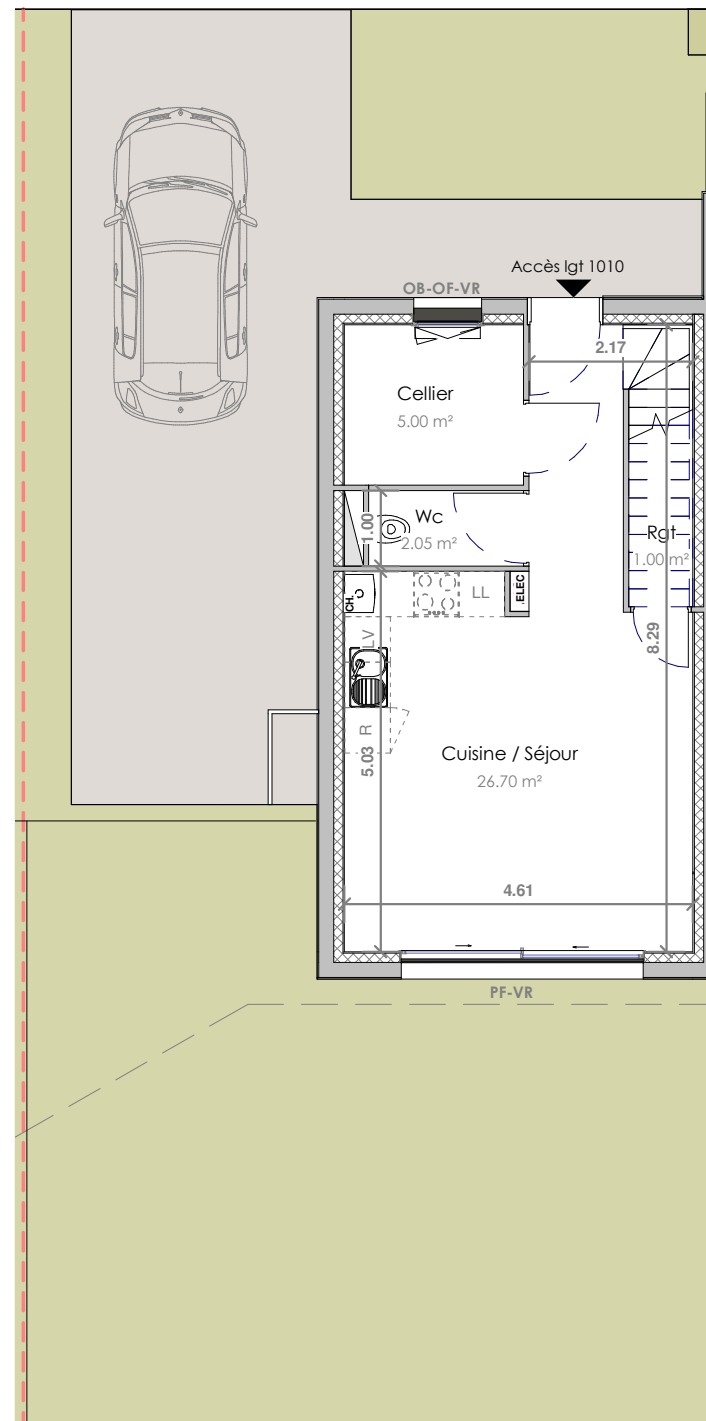 Accès lgt 1010
OB-OF-VR
2.17
Cellier
5.00 m²
Wc
2.05 m²
1.00
Rgt
1.00 m²
CH.
LL
ELEC
LV
R
8.29
5.03
Cuisine / Séjour
26.70 m²
4.61
PF-VR